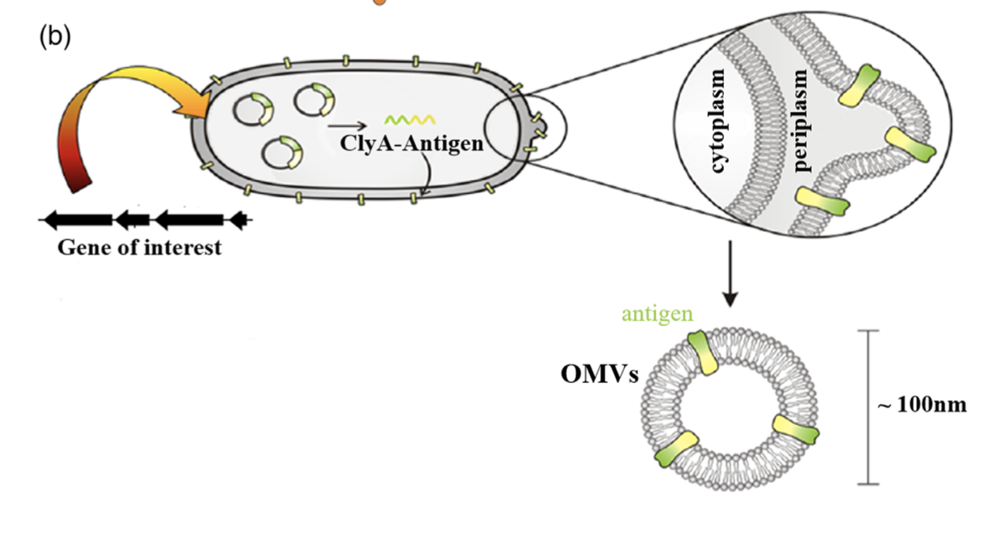 (b)
ClyA-Antigen
Gene of interest
cytoplasm
periplasm
antigen
OMVs
~ 100nm